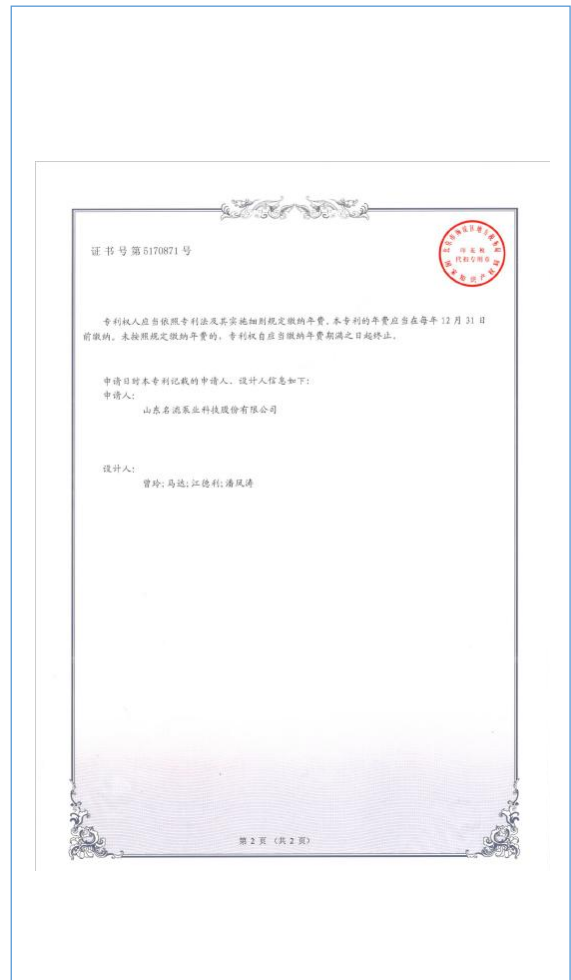 证书号第5170871号
专利权人应当依照专利法及其实施细则规定缴纳年费。本专利的年费应当在每年12月31日
前缴纳。未按照规定缴纳年费的,专利权自应当缴纳年费期满之日起终止。
申请日时本专利记载的申请人、设计人信息如下:
申请人:
山东名流泵业科技股份有限公司
设计人:
曾玲;马达;江德利;潘凤涛
第 2 页 (共 2 页)